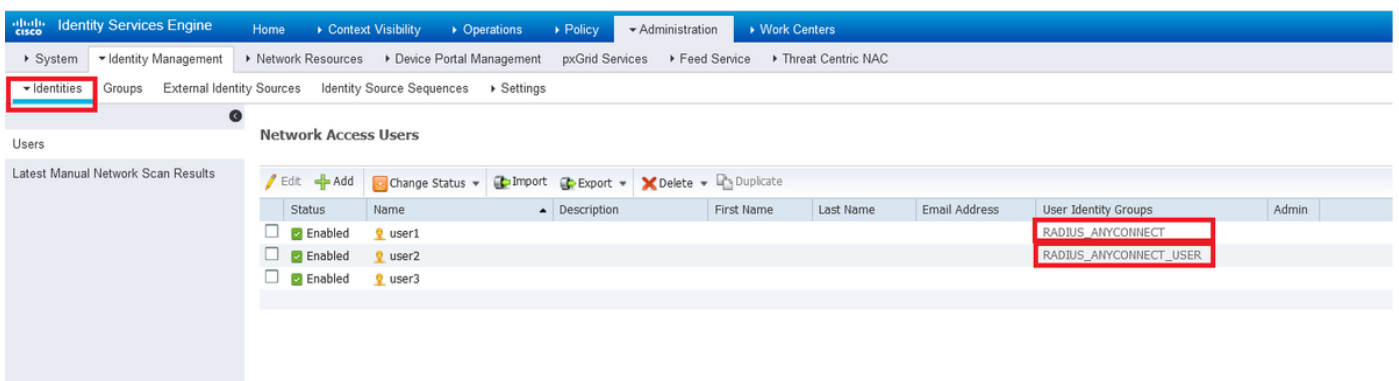 cisco Identity Services Engine Home Context Visibility Operations Policy Administration Work Centers
System Identity Management Network Resources Device Portal Management pxGrid Services Feed Service Threat Centric NAC
Identities Groups External Identity Sources Identity Source Sequences Settings
Users
Latest Manual Network Scan Results
Network Access Users
Edit Add Change Status Import Export Delete Duplicate
Status Name Description First Name Last Name Email Address User Identity Groups Admin
Enabled user1 RADIUS_ANYCONNECT
Enabled user2 RADIUS_ANYCONNECT_USER
Enabled user3